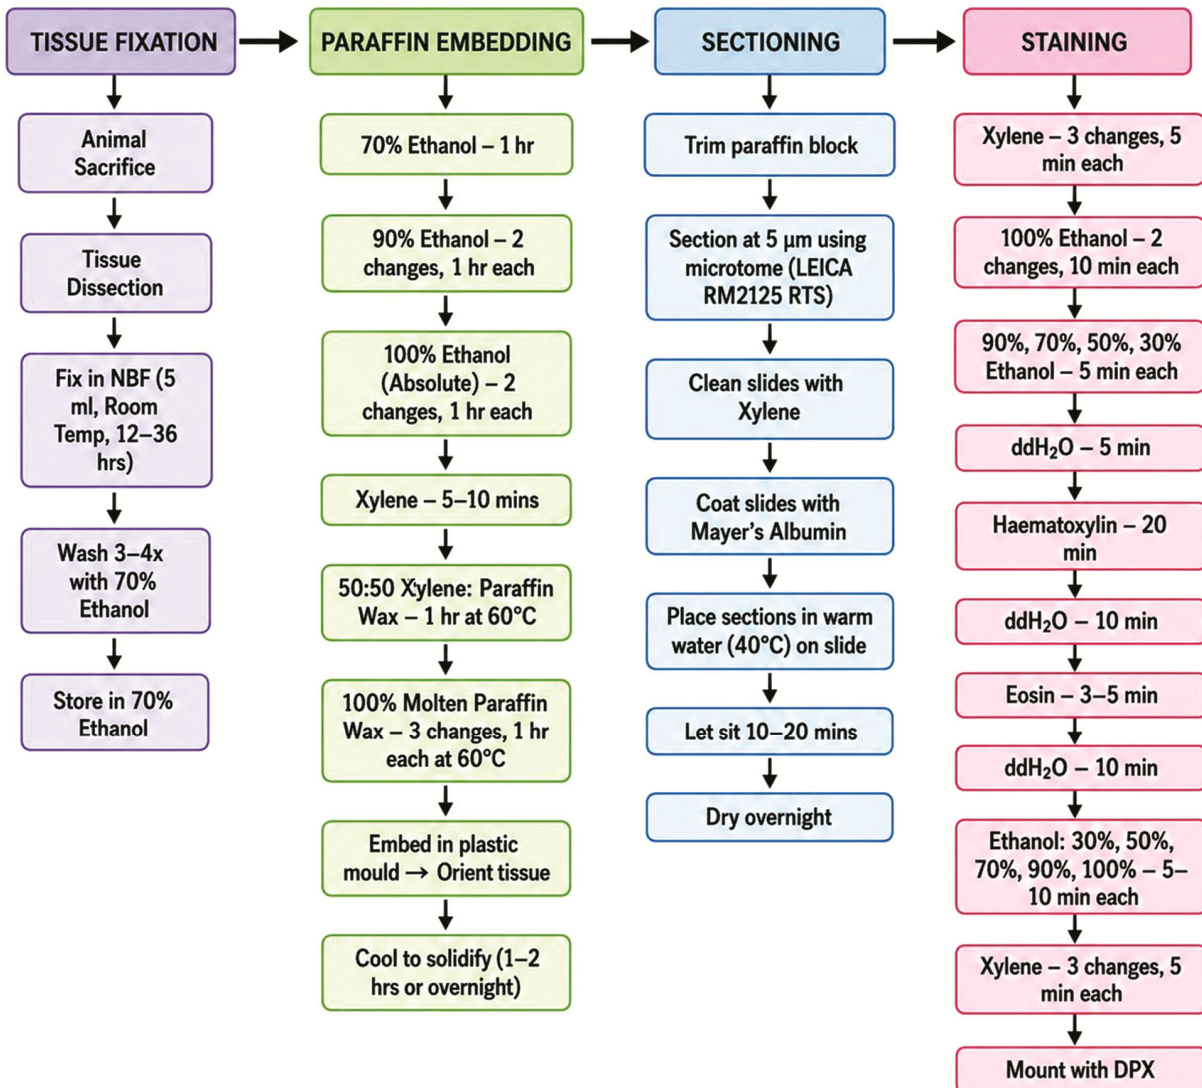 TISSUE FIXATION
Animal
Sacrifice
Tissue
Dissection
Fix in NBF (5
ml, Room
Temp, 12–36
hrs)
Wash 3–4x
with 70%
Ethanol
Store in 70%
Ethanol
PARAFFIN EMBEDDING
70% Ethanol – 1 hr
90% Ethanol – 2
changes, 1 hr each
100% Ethanol
(Absolute) – 2
changes, 1 hr each
Xylene – 5–10 mins
50:50 Xylene: Paraffin
Wax – 1 hr at 60°C
100% Molten Paraffin
Wax – 3 changes, 1 hr
each at 60°C
Embed in plastic
mould → Orient tissue
Cool to solidify (1–2
hrs or overnight)
SECTIONING
Trim paraffin block
Section at 5 µm using
microtome (LEICA
RM2125 RTS)
Clean slides with
Xylene
Coat slides with
Mayer's Albumin
Place sections in warm
water (40°C) on slide
Let sit 10–20 mins
Dry overnight
STAINING
Xylene – 3 changes, 5
min each
100% Ethanol – 2
changes, 10 min each
90%, 70%, 50%, 30%
Ethanol – 5 min each
ddH₂O – 5 min
Haematoxylin – 20
min
ddH₂O – 10 min
Eosin – 3–5 min
ddH₂O – 10 min
Ethanol: 30%, 50%,
70%, 90%, 100% – 5–
10 min each
Xylene – 3 changes, 5
min each
Mount with DPX